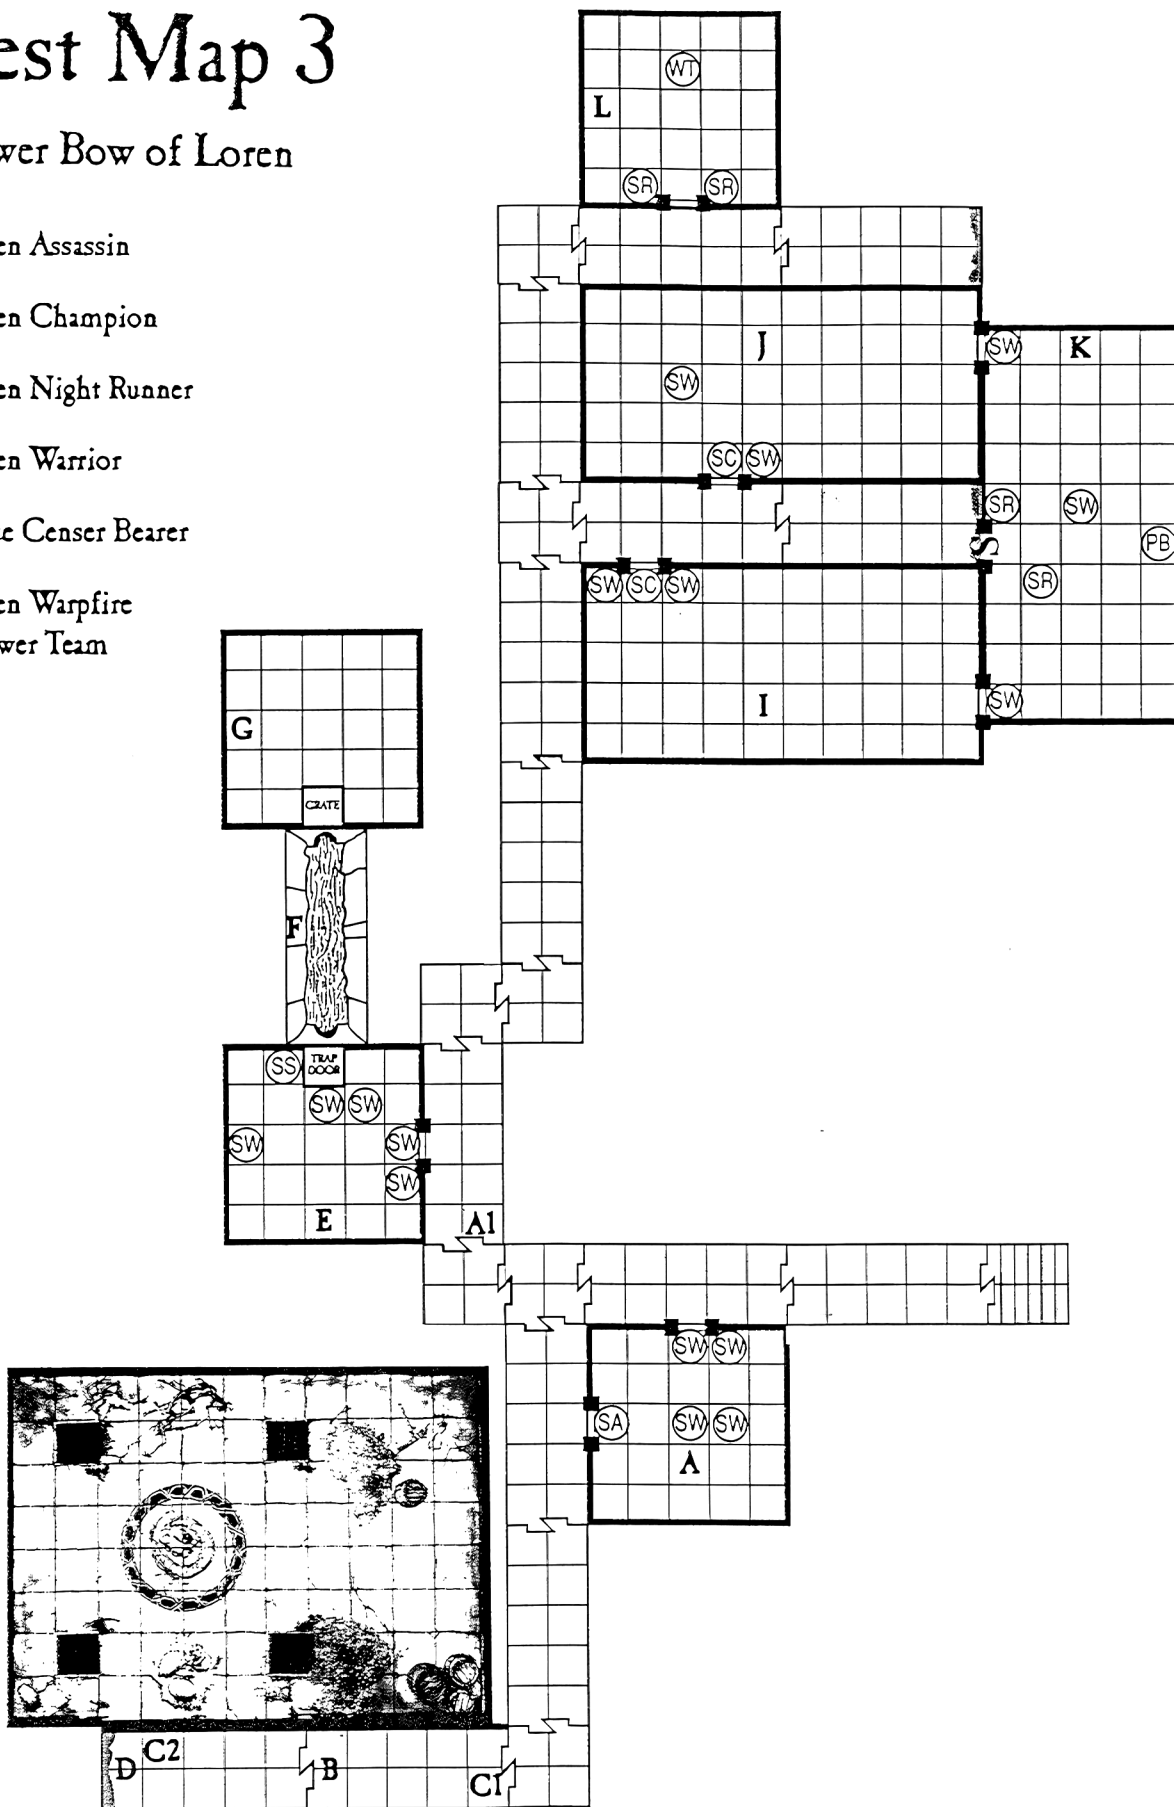 est Map 3
wer Bow of Loren
en Assassin
en Champion
en Night Runner
en Warrior
ue Censer Bearer
en Warpfire
wer Team
WT
L
SR SR
J
SW K
SW
SC SW
SR SW
S
PB
SW SC SW
SR
I
SW
G
GRATE
F
SS TRAP
DOOR
SW SW
SW SW
SW
E A1
SW SW
SA SW SW
A
C2
D B C1